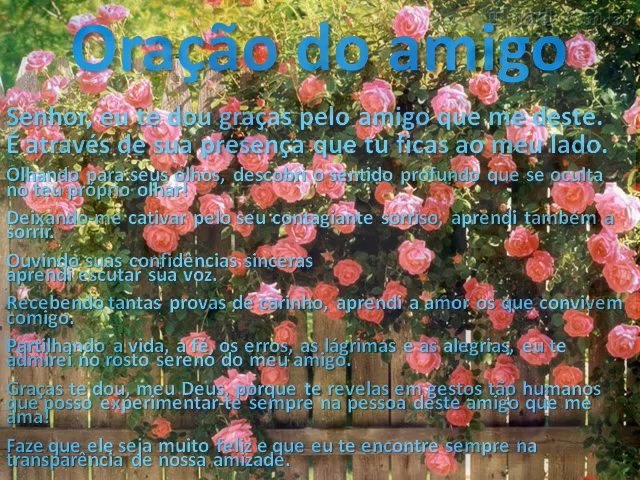 Oração do amigo
Senhor, eu te dou graças pelo amigo que me deste.
E através de sua presença que tu ficas ao meu lado.
Olhando para seus olhos, descobri o sentido profundo que se oculta
no teu próprio olhar!
Deixando-me cativar pelo seu contagiante sorriso, aprendi também a
sorrir.
Ouvindo suas confidências sinceras
aprendi escutar sua voz.
Recebendo tantas provas de carinho, aprendi a amor os que convivem
comigo.
Partilhando a vida, a fé, os erros, as lágrimas e as alegrias, eu te
admirei no rosto sereno do meu amigo.
Graças te dou, meu Deus, porque te revelas em gestos tão humanos
que posso experimentar-te sempre na pessoa deste amigo que me
ama!
Faze que ele seja muito feliz e que eu te encontre sempre na
transparência de nossa amizade.